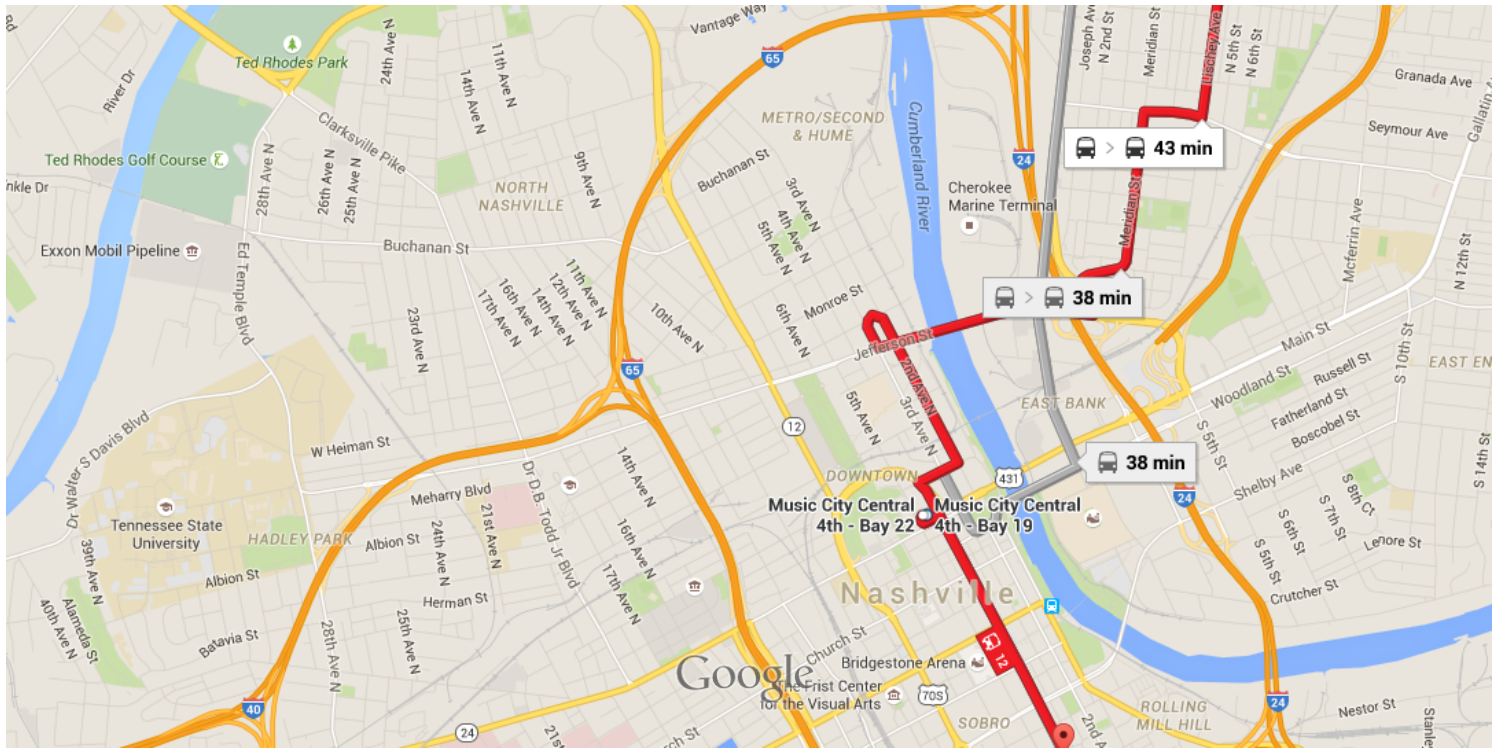 Vantage Way
65
Ted Rhodes Park
24th Ave N
11th Ave N
14th Ave N
River Dr
Clarksville Pike
METRO/SECOND
& HUME
Cumberland River
Joseph Ave
N 2nd St
Meridian St
Lischey Ave
N 5th St
N 6th St
Granada Ave
Gallatin A
Seymour Ave
43 min
24
Ted Rhodes Golf Course
nkle Dr
28th Ave N
26th Ave N
25th Ave N
NORTH
NASHVILLE
9th Ave N
Buchanan St
3rd Ave N
4th Ave N
5th Ave N
Cherokee
Marine Terminal
Meridian St
Mcferrin Ave
N 12th St
Exxon Mobil Pipeline
Ed Temple Blvd
Buchanan St
11th Ave N
12th Ave N
14th Ave N
16th Ave N
17th Ave N
10th Ave N
6th Ave N
Monroe St
38 min
23rd Ave N
Jefferson St
Main St
S 10th St
EAST EN
65
2nd Ave N
3rd Ave N
5th Ave N
EAST BANK
Woodland St
Russell St
Fatherland St
Boscobel St
Dr Walter S Davis Blvd
W Heiman St
12
S 5th St
S 14th St
38 min
Dr D.B. Todd Jr Blvd
14th Ave N
DOWNTOWN
431
Shelby Ave
24
S 8th Ct
S 7th St
S 6th St
S 5th St
Meharry Blvd
21st Ave N
Tennessee State
University
HADLEY PARK
Albion St
24th Ave N
16th Ave N
Music City Central
4th - Bay 22
Music City Central
4th - Bay 19
Lenore St
39th Ave N
40th Ave N
Alameda St
Albion St
Herman St
17th Ave N
Nashville
Crutcher St
Batavia St
28th Ave N
25th Ave N
Church St
12
Bridgestone Arena
Google
The Frist Center
for the Visual Arts
70S
40
24
21st
ch St
SOBRO
2nd A
ROLLING
MILL HILL
24
Nestor St
Stanle